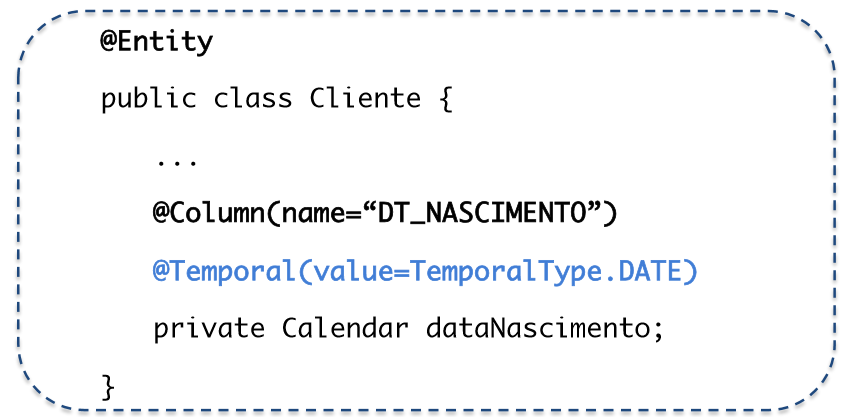 @Entity
public class Cliente {
...
@Column(name=“DT_NASCIMENTO”)
@Temporal(value=TemporalType.DATE)
private Calendar dataNascimento;
}